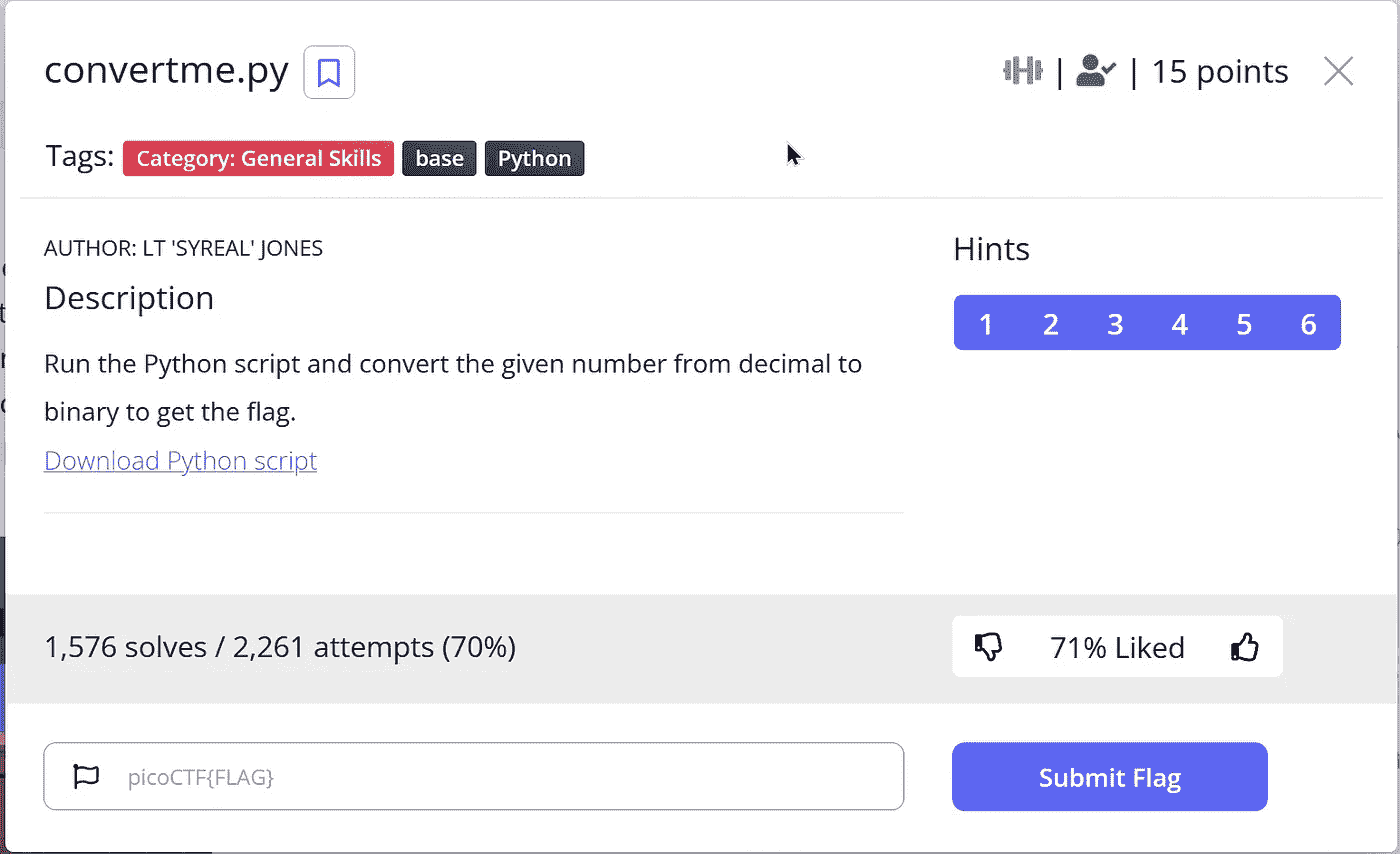 convertme.py
| | 15 points
Tags: Category: General Skills base Python
AUTHOR: LT 'SYREAL' JONES
Description
Run the Python script and convert the given number from decimal to
binary to get the flag.
Download Python script
Hints
1 2 3 4 5 6
1,576 solves / 2,261 attempts (70%)
71% Liked
picoCTF{FLAG}
Submit Flag